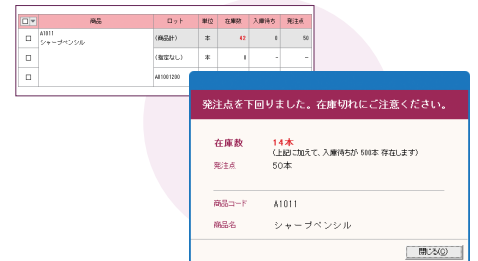 商品 ロット 単位 在庫数 入庫待ち 発注点
A1011
シャープペンシル
(商品計) 本 42 0 50
(指定なし) 本 0 - -
A01001200
発注点を下回りました。在庫切れにご注意ください。
在庫数 14本
(上記に加えて、入庫待ちが 500本 存在します)
発注点 50本
商品コード A1011
商品名 シャープペンシル
閉じる(C)